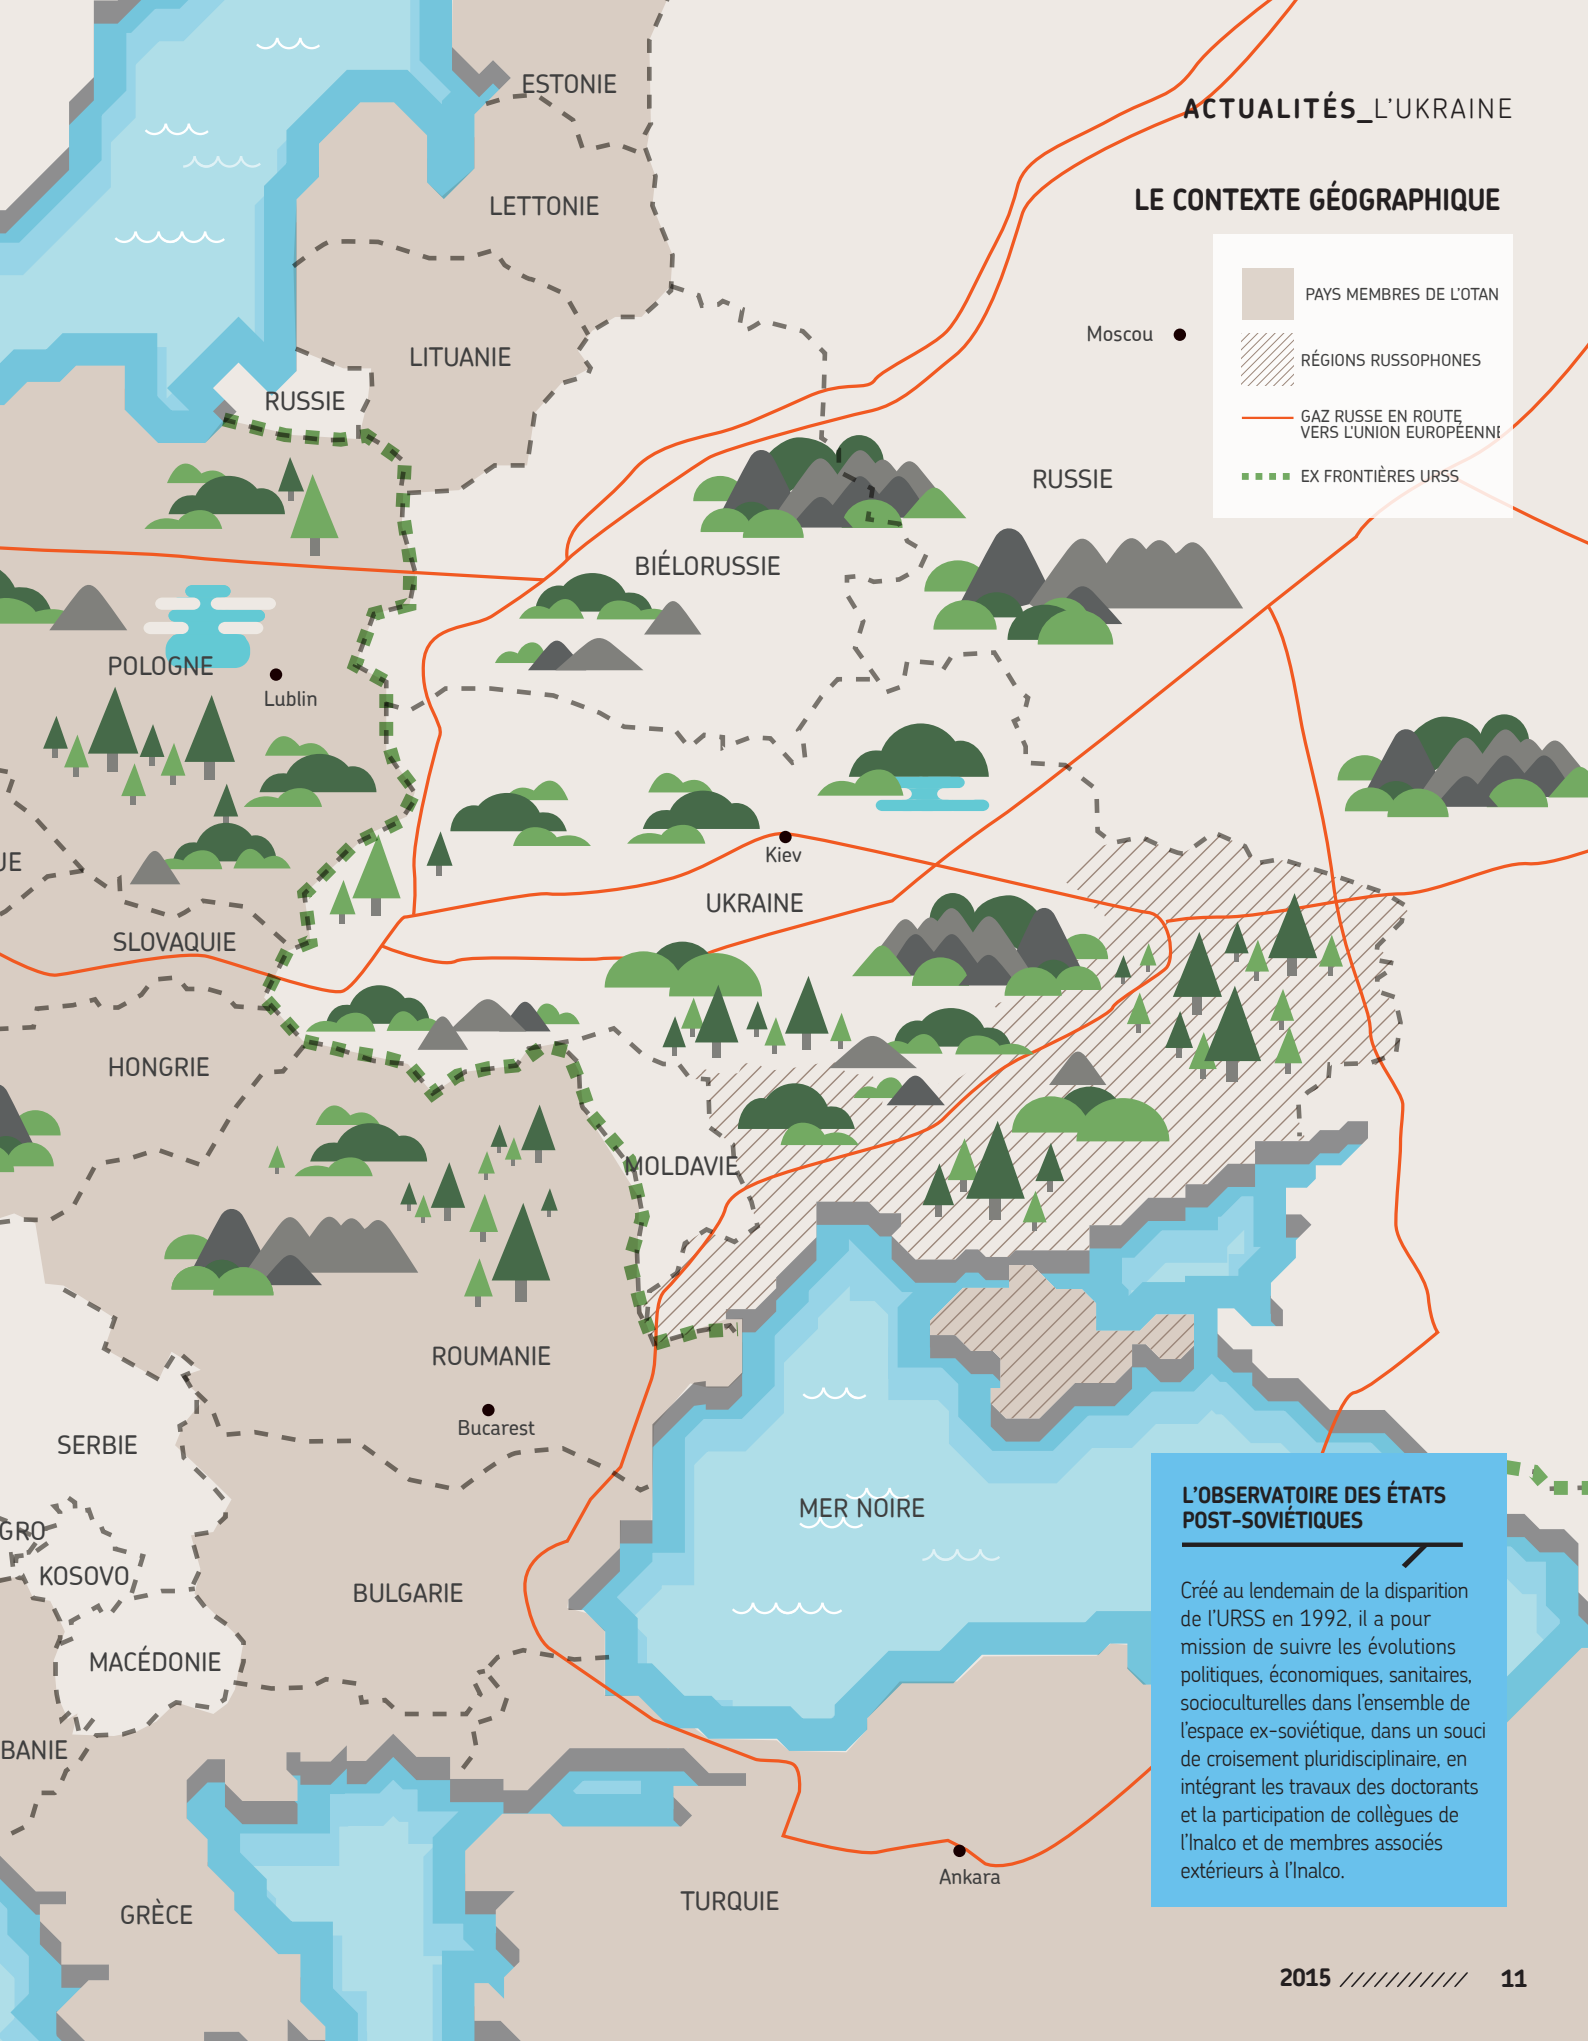 ESTONIE
ACTUALITÉS_L'UKRAINE
LE CONTEXTE GÉOGRAPHIQUE
LETTONIE
PAYS MEMBRES DE L'OTAN
Moscou
LITUANIE
RÉGIONS RUSSOPHONES
RUSSIE
GAZ RUSSE EN ROUTE
VERS L'UNION EUROPÉENNE
RUSSIE
EX FRONTIÈRES URSS
BIÉLORUSSIE
POLOGNE
Lublin
Kiev
UE
UKRAINE
SLOVAQUIE
HONGRIE
MOLDAVIE
ROUMANIE
Bucarest
SERBIE
MER NOIRE
GRO
KOSOVO
BULGARIE
MACÉDONIE
BANIE
L'OBSERVATOIRE DES ÉTATS
POST-SOVIÉTIQUES
Créé au lendemain de la disparition
de l'URSS en 1992, il a pour
mission de suivre les évolutions
politiques, économiques, sanitaires,
socioculturelles dans l'ensemble de
l'espace ex-soviétique, dans un souci
de croisement pluridisciplinaire, en
intégrant les travaux des doctorants
et la participation de collègues de
l'Inalco et de membres associés
extérieurs à l'Inalco.
Ankara
TURQUIE
GRÈCE
2015 /////////// 11